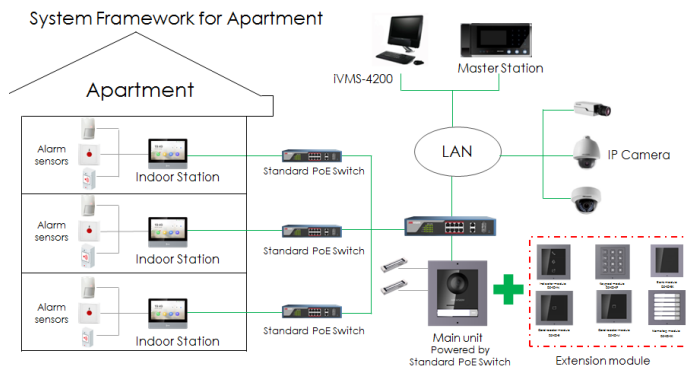 System Framework for Apartment
Apartment
Alarm
sensors
Indoor Station
Standard PoE Switch
Alarm
sensors
Indoor Station
Standard PoE Switch
Alarm
sensors
Indoor Station
Standard PoE Switch
iVMS-4200
Master Station
LAN
IP Camera
Main unit
Powered by
Standard PoE Switch
Extension module